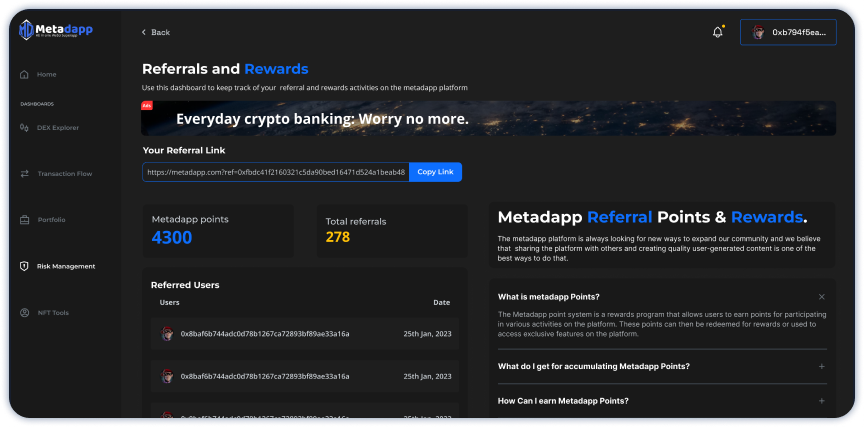 Metadapp
Back
0xb794f5ea...
Home
DASHBOARDS
DEX Explorer
Transaction Flow
Portfolio
Risk Management
NFT Tools
Referrals and Rewards
Use this dashboard to keep track of your referral and rewards activities on the metadapp platform
Ads
Everyday crypto banking: Worry no more.
Your Referral Link
https://metadapp.com?ref=0xfbdc41f2160321c5da90bed16471d524a1beab48
Copy Link
Metadapp points
4300
Total referrals
278
Referred Users
Users Date
0x8baf6b744adc0d78b1267ca72893bf89ae33a16a 25th Jan, 2023
0x8baf6b744adc0d78b1267ca72893bf89ae33a16a 25th Jan, 2023
Metadapp Referral Points & Rewards.
The metadapp platform is always looking for new ways to expand our community and we believe
that sharing the platform with others and creating quality user-generated content is one of the
best ways to do that.
What is metadapp Points?
The Metadapp point system is a rewards program that allows users to earn points for participating
in various activities on the platform. These points can then be redeemed for rewards or used to
access exclusive features on the platform.
What do I get for accumulating Metadapp Points?
How Can I earn Metadapp Points?